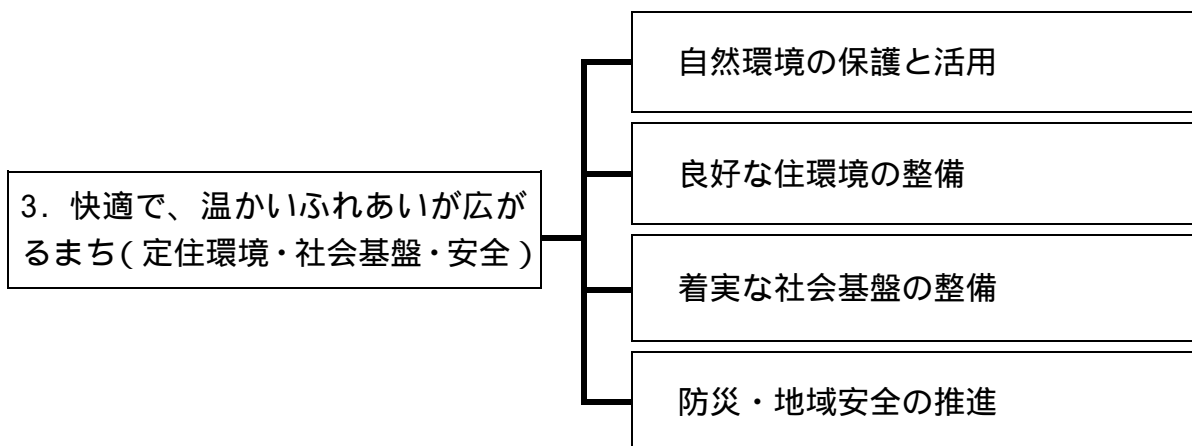 3. 快適で、温かいふれあいが広が
るまち(定住環境・社会基盤・安全)
自然環境の保護と活用
良好な住環境の整備
着実な社会基盤の整備
防災・地域安全の推進